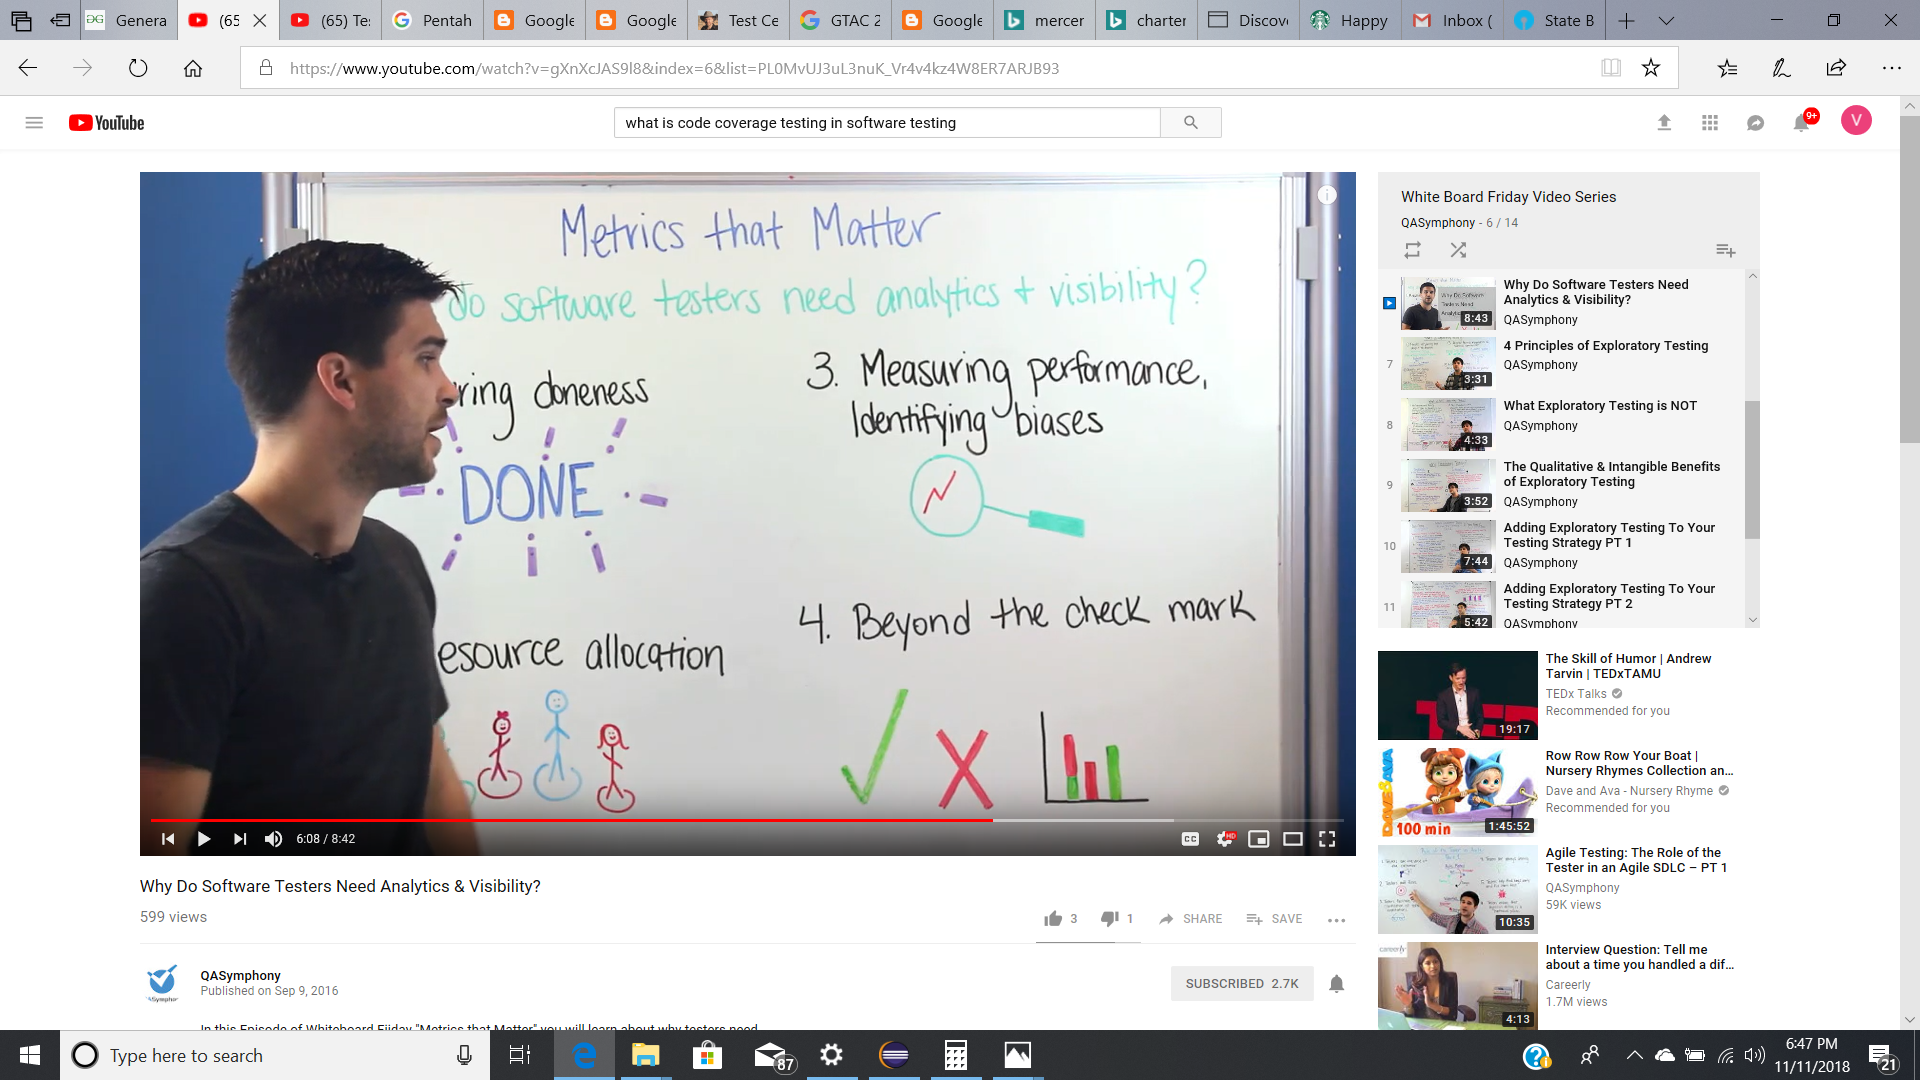 Genera
(65
(65) Te:
Pentah
Google
Google
Test Ce
GTAC 2
Google
mercer
charter
Discov
Happy
Inbox (
State B
https://www.youtube.com/watch?v=gXnXcJAS9l8&index=6&list=PL0MvUJ3uL3nuK_Vr4v4kz4W8ER7ARJB93
YouTube
what is code coverage testing in software testing
9+
V
Metrics that Matter
do software testers need analytics + visibility?
ring doneness
DONE
esource allocation
3. Measuring performance,
Identifying biases
4. Beyond the check mark
6:08 / 8:42
CC
HD
Why Do Software Testers Need Analytics & Visibility?
599 views
3
1
SHARE
SAVE
QASymphony
Published on Sep 9, 2016
SUBSCRIBED 2.7K
In this Episode of Whiteboard Friday "Metrics that Matter" you will learn about why testers need
White Board Friday Video Series
QASymphony - 6 / 14
Why Do Software Testers Need
Analytics & Visibility?
QASymphony
8:43
7
4 Principles of Exploratory Testing
QASymphony
3:31
8
What Exploratory Testing is NOT
QASymphony
4:33
9
The Qualitative & Intangible Benefits
of Exploratory Testing
QASymphony
3:52
10
Adding Exploratory Testing To Your
Testing Strategy PT 1
QASymphony
7:44
11
Adding Exploratory Testing To Your
Testing Strategy PT 2
QASymphony
5:42
The Skill of Humor | Andrew
Tarvin | TEDxTAMU
TEDx Talks
Recommended for you
19:17
Row Row Row Your Boat |
Nursery Rhymes Collection an...
Dave and Ava - Nursery Rhyme
Recommended for you
DAVE & AVA
100 min
1:45:52
Agile Testing: The Role of the
Tester in an Agile SDLC – PT 1
QASymphony
59K views
10:35
Interview Question: Tell me
about a time you handled a dif...
Careerly
1.7M views
careerly
4:13
Type here to search
87
6:47 PM
11/11/2018
21